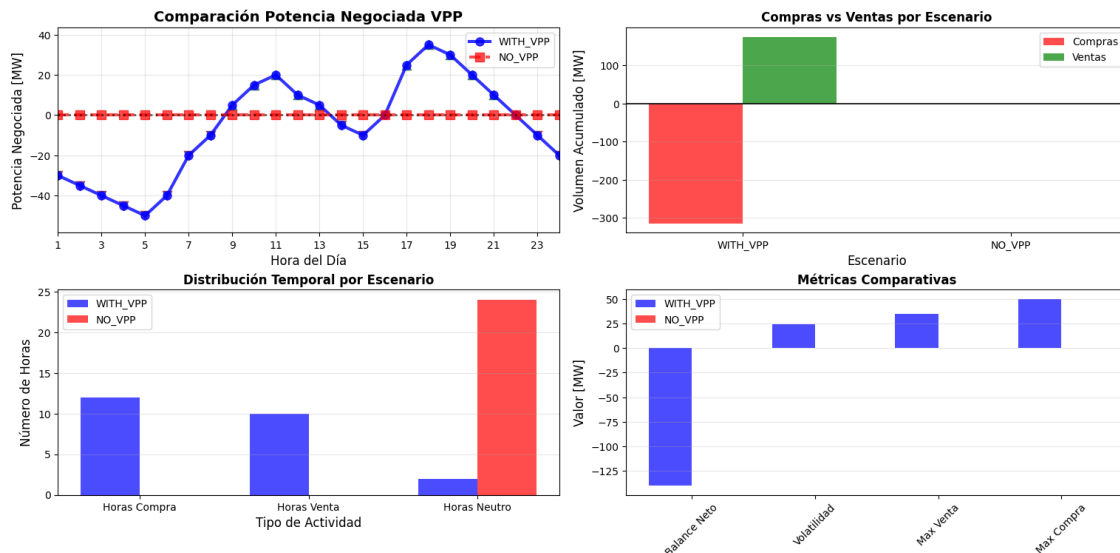 Comparación Potencia Negociada VPP
Potencia Negociada [MW]
40
20
0
−20
−40
WITH_VPP
NO_VPP
1 3 5 7 9 11 13 15 17 19 21 23
Hora del Día
Compras vs Ventas por Escenario
Volumen Acumulado [MW]
100
0
−100
−200
−300
Compras
Ventas
WITH_VPP NO_VPP
Escenario
Distribución Temporal por Escenario
Número de Horas
25
20
15
10
5
0
WITH_VPP
NO_VPP
Horas Compra Horas Venta Horas Neutro
Tipo de Actividad
Métricas Comparativas
Valor [MW]
50
25
0
−25
−50
−75
−100
−125
WITH_VPP
NO_VPP
Balance Neto
Volatilidad
Max Venta
Max Compra